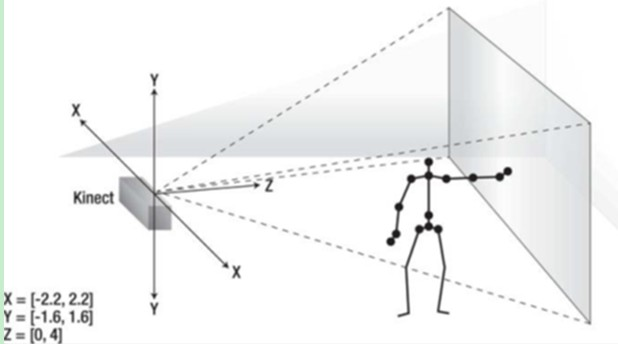 Y
X
Kinect
Z
X
Y
X = [-2.2, 2.2]
Y = [-1.6, 1.6]
Z = [0, 4]